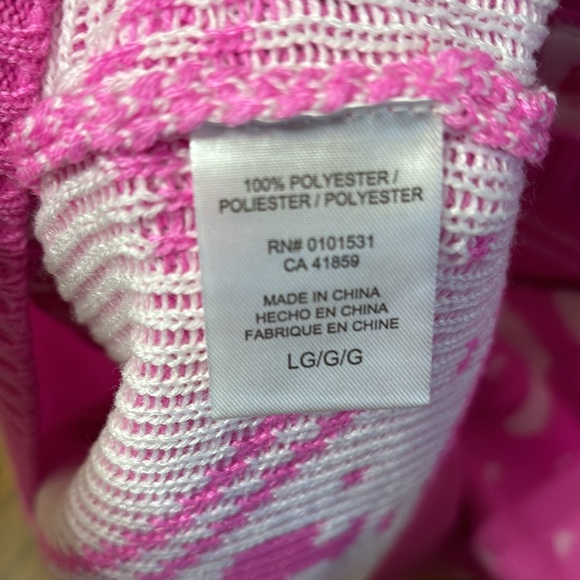 100% POLYESTER /
POLIESTER / POLYESTER
RN# 0101531
CA 41859
MADE IN CHINA
HECHO EN CHINA
FABRIQUE EN CHINE
LG/G/G